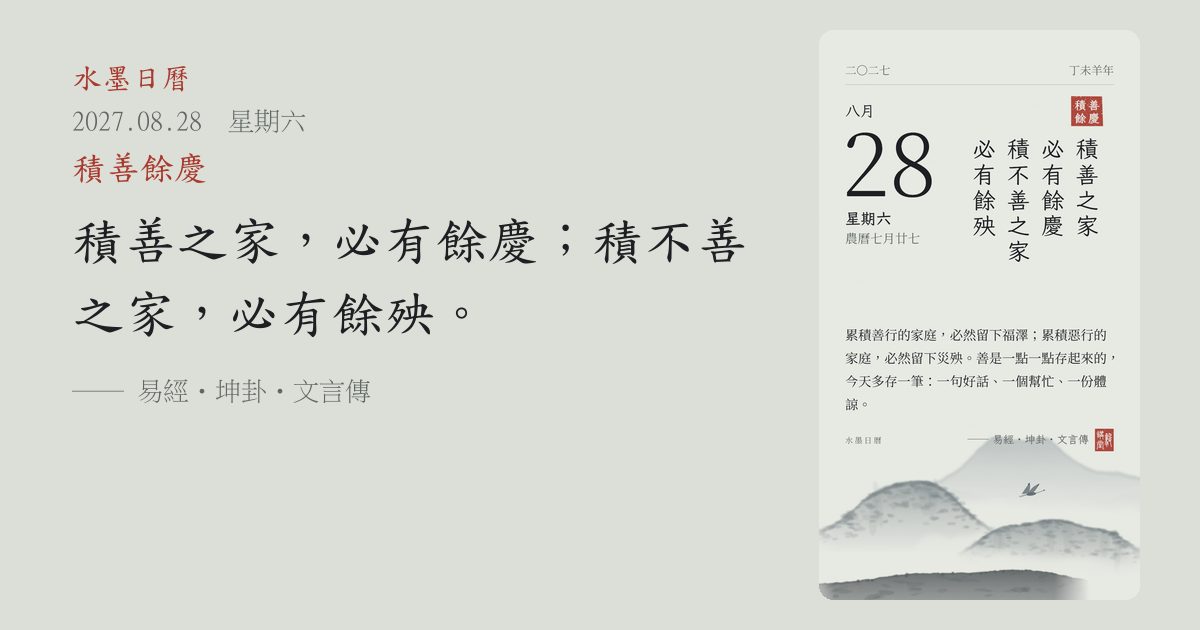 水墨日曆
2027.08.28 星期六
積善餘慶
積善之家，必有餘慶；積不善
之家，必有餘殃。
—— 易經・坤卦・文言傳
二〇二七
丁未羊年
八月
28
星期六
農曆七月廿七
積善
餘慶
積善之家
必有餘慶
積不善之家
必有餘殃
累積善行的家庭，必然留下福澤；累積惡行的
家庭，必然留下災殃。善是一點一點存起來的，
今天多存一筆：一句好話、一個幫忙、一份體
諒。
水墨日曆
—— 易經・坤卦・文言傳